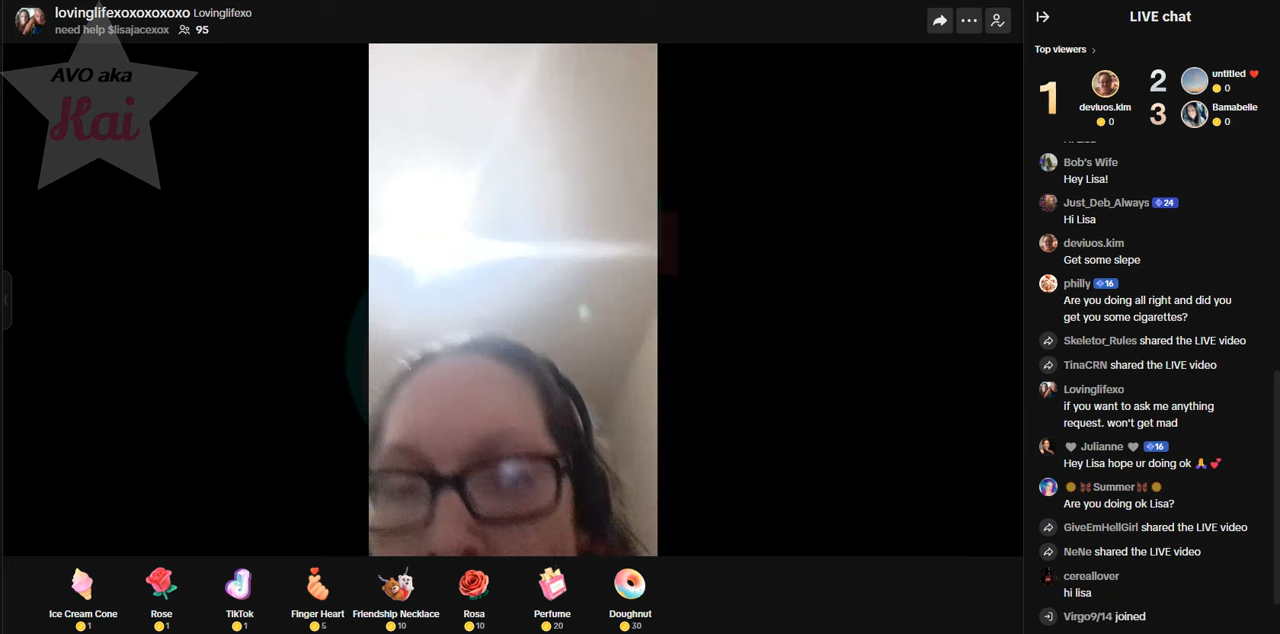 lovinglifexoxoxoxoxo Lovinglifexo
need help $lisajacexox 95
AVO aka
Kai
LIVE chat
Top viewers
1
deviuos.kim
0
2
untitled ❤️
0
3
Bamabelle
0
Bob's Wife
Hey Lisa!
Just_Deb_Always 24
Hi Lisa
deviuos.kim
Get some slepe
philly 16
Are you doing all right and did you
get you some cigarettes?
Skeletor_Rules shared the LIVE video
TinaCRN shared the LIVE video
Lovinglifexo
if you want to ask me anything
request. won't get mad
🩶 Julianne 🩶 16
Hey Lisa hope ur doing ok 🙏 💕
Summer
Are you doing ok Lisa?
GiveEmHellGirl shared the LIVE video
NeNe shared the LIVE video
cereallover
hi lisa
Virgo9/14 joined
Ice Cream Cone
1
Rose
1
TikTok
1
Finger Heart
5
Friendship Necklace
10
Rosa
10
Perfume
20
Doughnut
30